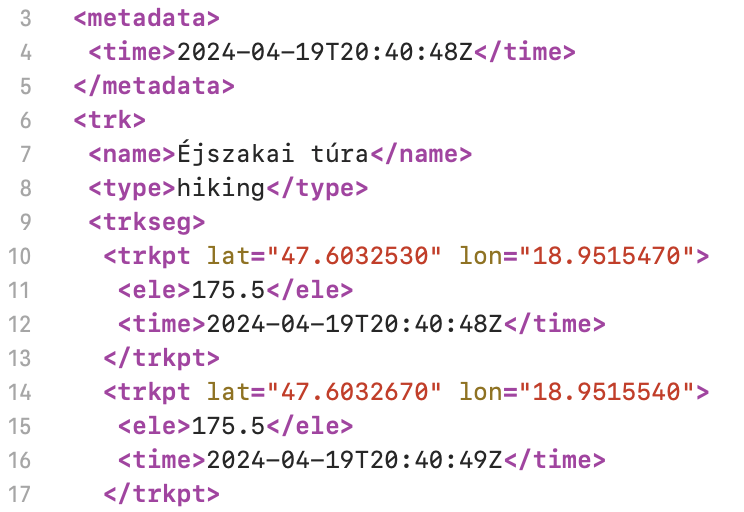 3 <metadata>
4 <time>2024-04-19T20:40:48Z</time>
5 </metadata>
6 <trk>
7 <name>Éjszakai túra</name>
8 <type>hiking</type>
9 <trkseg>
10 <trkpt lat="47.6032530" lon="18.9515470">
11 <ele>175.5</ele>
12 <time>2024-04-19T20:40:48Z</time>
13 </trkpt>
14 <trkpt lat="47.6032670" lon="18.9515540">
15 <ele>175.5</ele>
16 <time>2024-04-19T20:40:49Z</time>
17 </trkpt>